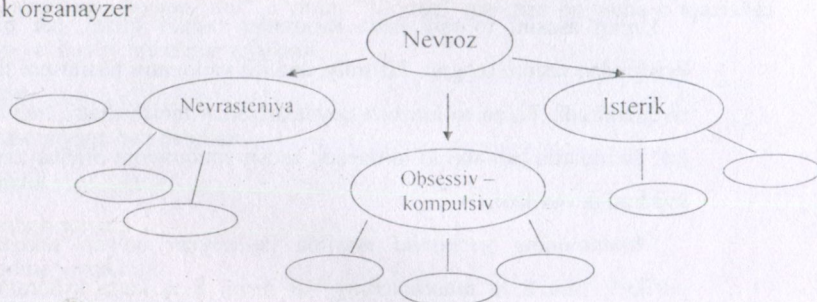 k organayzer
Nevroz
Nevrasteniya
Isterik
Obsessiv –
kompulsiv